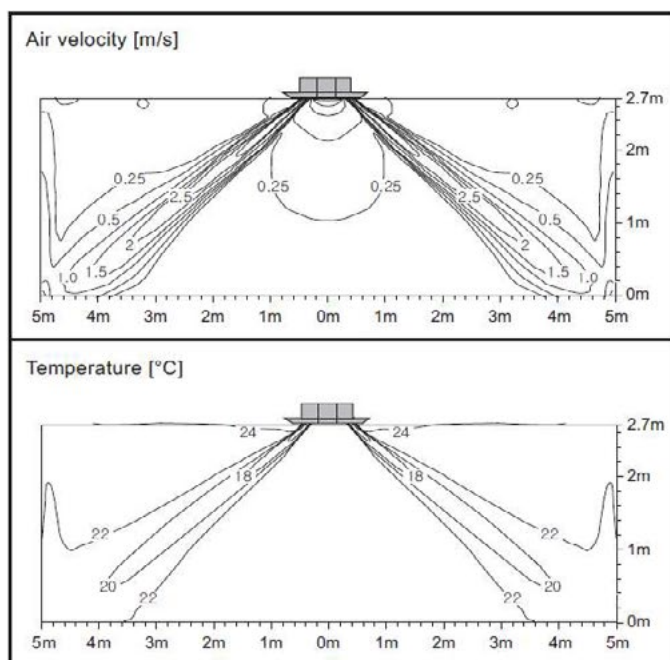 Air velocity [m/s]
2.7m
2m
0.25 0.25 0.25 0.25
2.5 2.5
0.5 0.5
1m
2 2
1.0 1.5 1.5 1.0
0m
5m 4m 3m 2m 1m 0m 1m 2m 3m 4m 5m
Temperature [°C]
2.7m
24 24
2m
18 18
22 22
1m
20 20
22 22
0m
5m 4m 3m 2m 1m 0m 1m 2m 3m 4m 5m